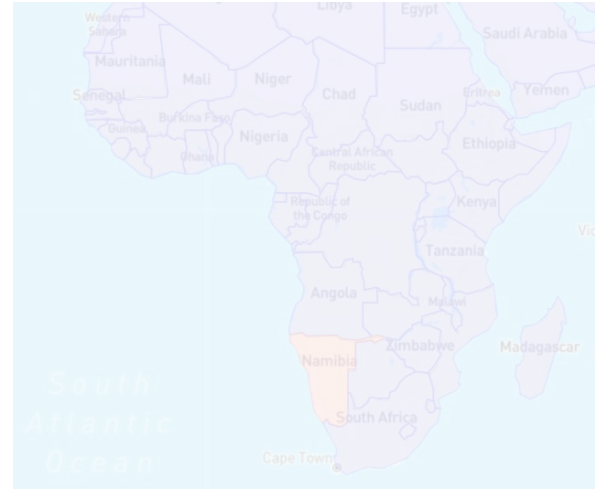 Libya
Egypt
Western
Sahara
Saudi Arabia
Mauritania
Mali
Niger
Chad
Sudan
Eritrea
Yemen
Senegal
Burkina Faso
Guinea
Nigeria
Ethiopia
Ghana
Central African
Republic
Kenya
Republic of
the Congo
Vic
Tanzania
Angola
Malawi
Zimbabwe
Madagascar
Namibia
South
Atlantic
Ocean
South Africa
Cape Town